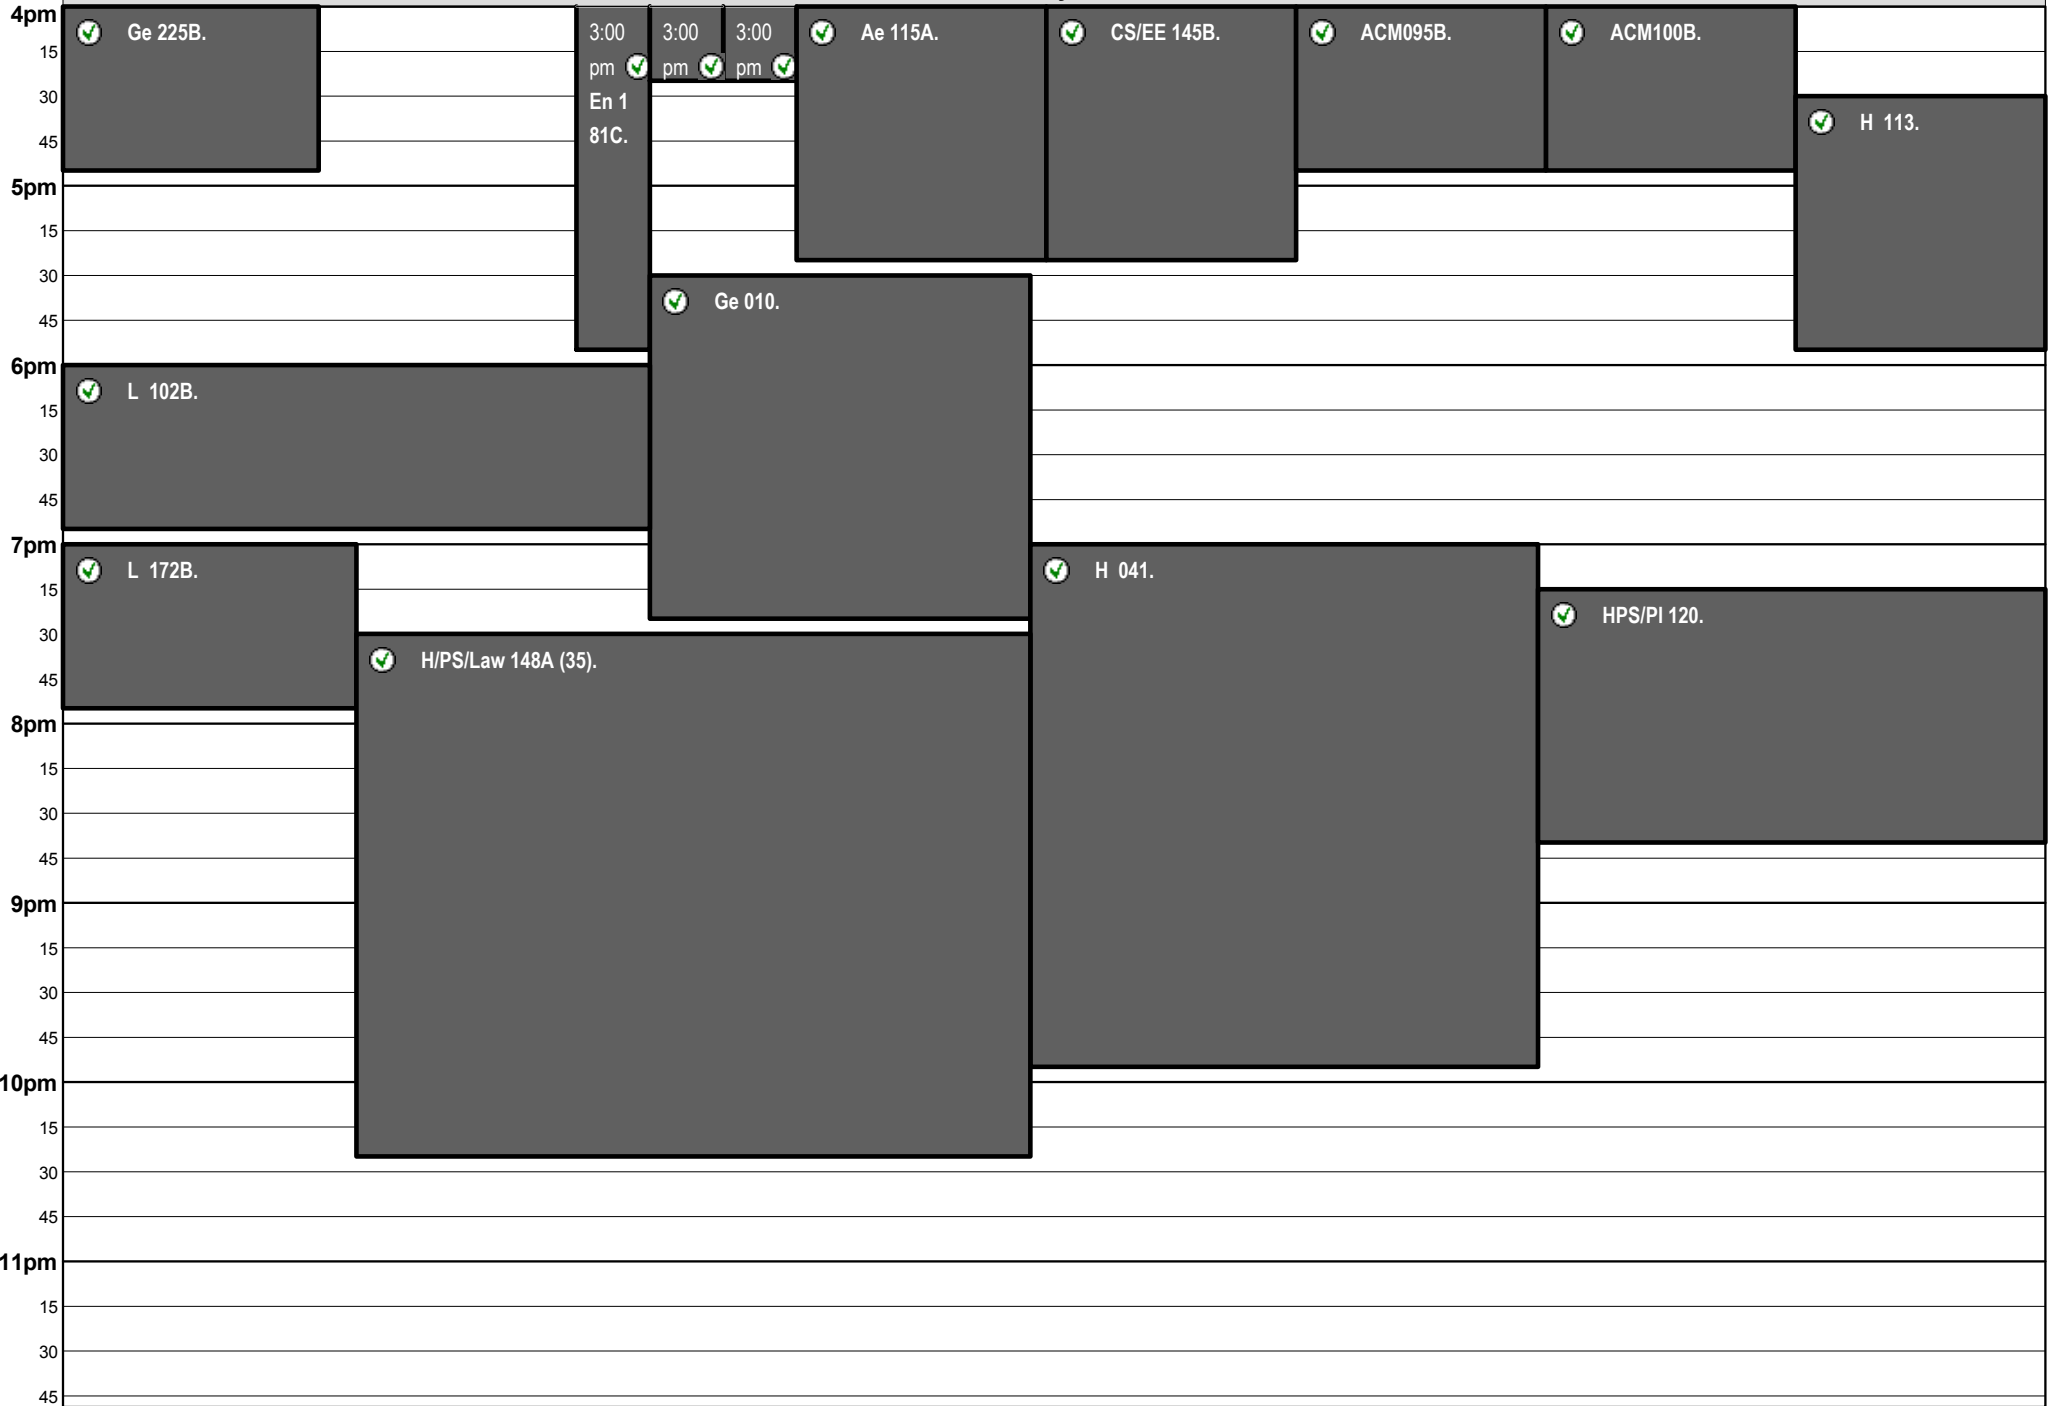 4pm
Ge 225B.
3:00
pm
En 1
81C.
3:00
pm
3:00
pm
Ae 115A.
CS/EE 145B.
ACM095B.
ACM100B.
15
30
H 113.
45
5pm
15
30
Ge 010.
45
6pm
L 102B.
15
30
45
7pm
L 172B.
H 041.
15
HPS/Pl 120.
30
H/PS/Law 148A (35).
45
8pm
15
30
45
9pm
15
30
45
10pm
15
30
45
11pm
15
30
45